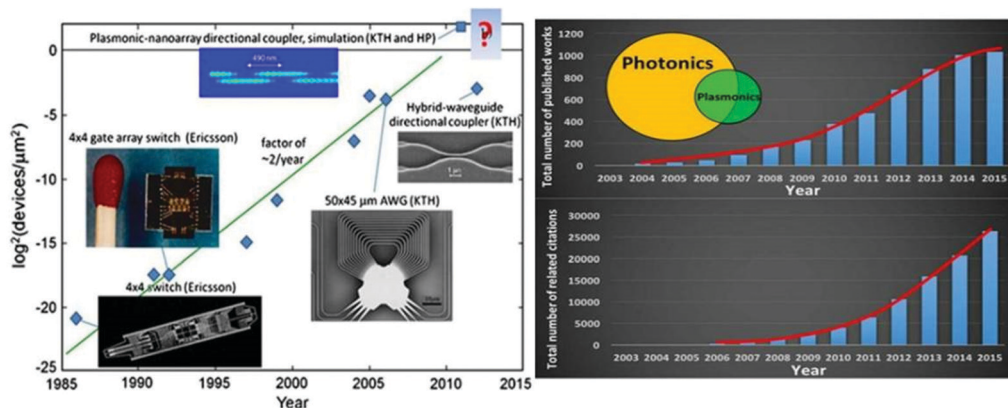 Plasmonic-nanoarray directional coupler, simulation (KTH and HP)
?
490 nm
Hybrid-waveguide
directional coupler (KTH)
1 µm
4x4 gate array switch (Ericsson)
factor of
~2/year
50x45 µm AWG (KTH)
4x4 switch (Ericsson)
log²(devices/µm²)
0
-5
-10
-15
-20
-25
1985 1990 1995 2000 2005 2010 2015
Year
Total number of published works
1200
1000
800
600
400
200
0
Photonics
Plasmonics
2003 2004 2005 2006 2007 2008 2009 2010 2011 2012 2013 2014 2015
Year
Total number of related citations
30000
25000
20000
15000
10000
5000
0
2003 2004 2005 2006 2007 2008 2009 2010 2011 2012 2013 2014 2015
Year